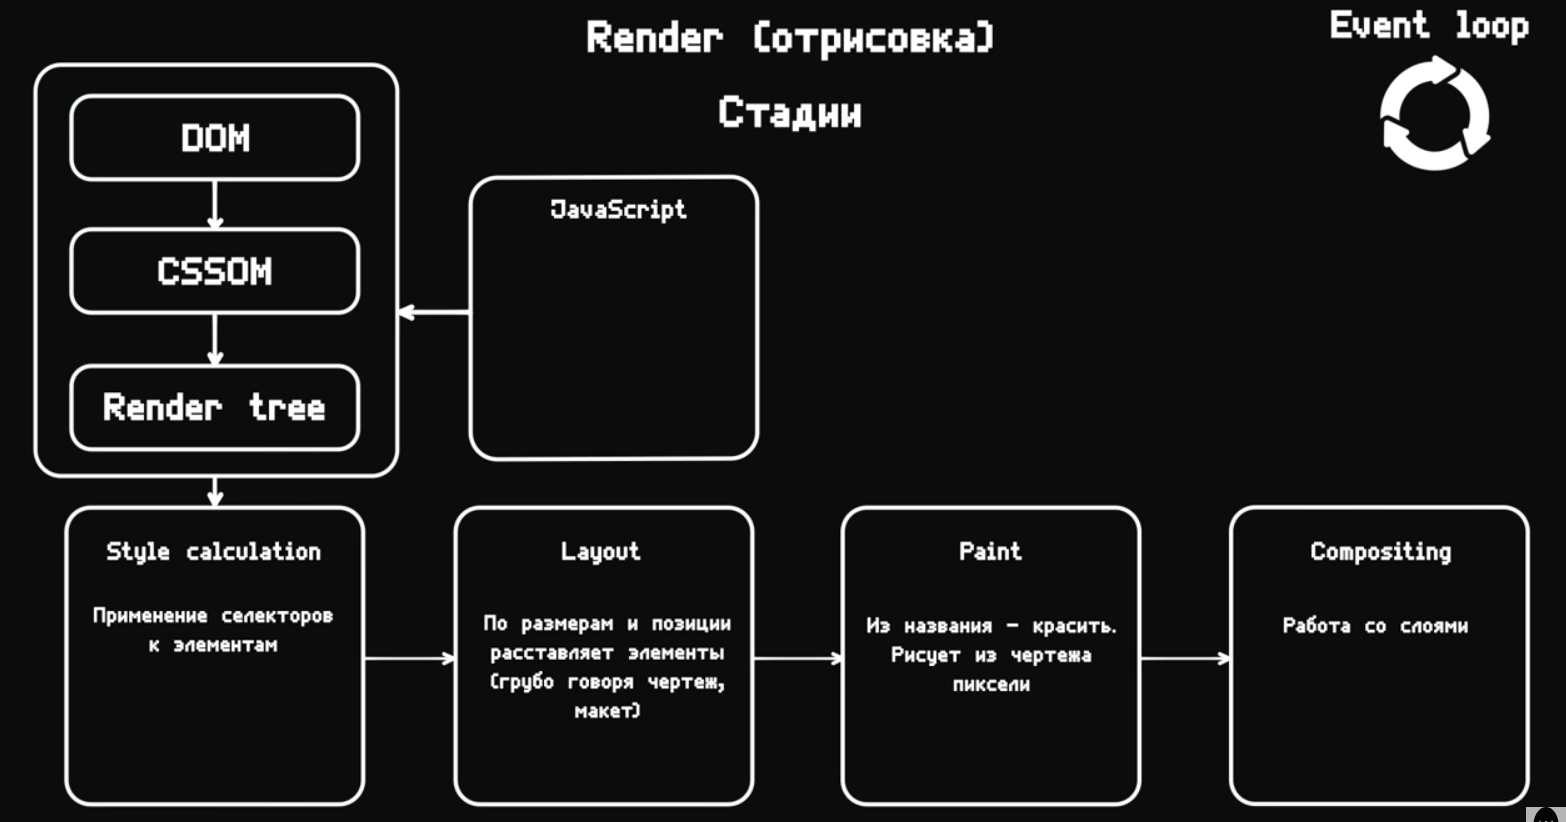 Render (отрисовка)
Event loop
Стадии
DOM
CSSOM
Render tree
JavaScript
Style calculation
Применение селекторов
к элементам
Layout
По размерам и позиции
расставляет элементы
(грубо говоря чертеж,
макет)
Paint
Из названия – красить.
Рисует из чертежа
пиксели
Compositing
Работа со слоями